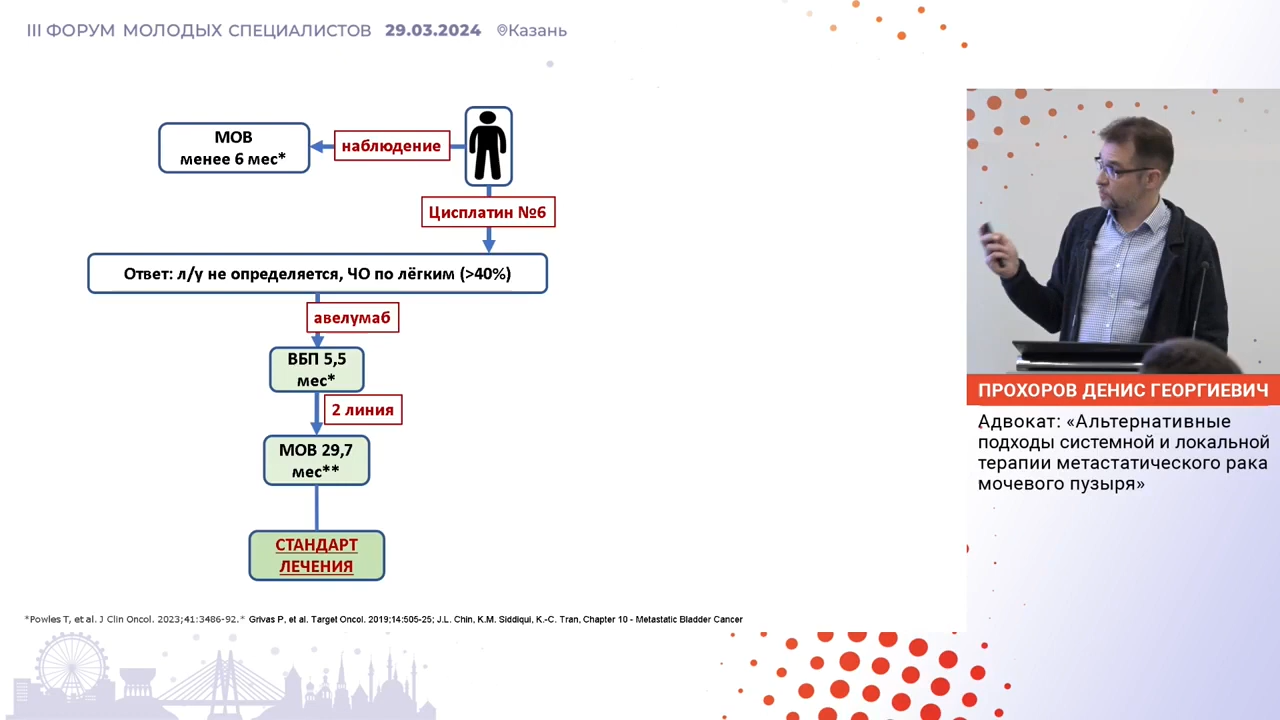 III ФОРУМ МОЛОДЫХ СПЕЦИАЛИСТОВ 29.03.2024 Казань
МОВ
менее 6 мес*
наблюдение
Цисплатин №6
Ответ: л/у не определяется, ЧО по лёгким (>40%)
авелумаб
ВБП 5,5
мес*
2 линия
МОВ 29,7
мес**
СТАНДАРТ
ЛЕЧЕНИЯ
*Powles T, et al. J Clin Oncol. 2023;41:3486-92.* Grivas P, et al. Target Oncol. 2019;14:505-25; J.L. Chin, K.M. Siddiqui, K.-C. Tran, Chapter 10 - Metastatic Bladder Cancer
ПРОХОРОВ ДЕНИС ГЕОРГИЕВИЧ
Адвокат: «Альтернативные
подходы системной и локальной
терапии метастатического рака
мочевого пузыря»